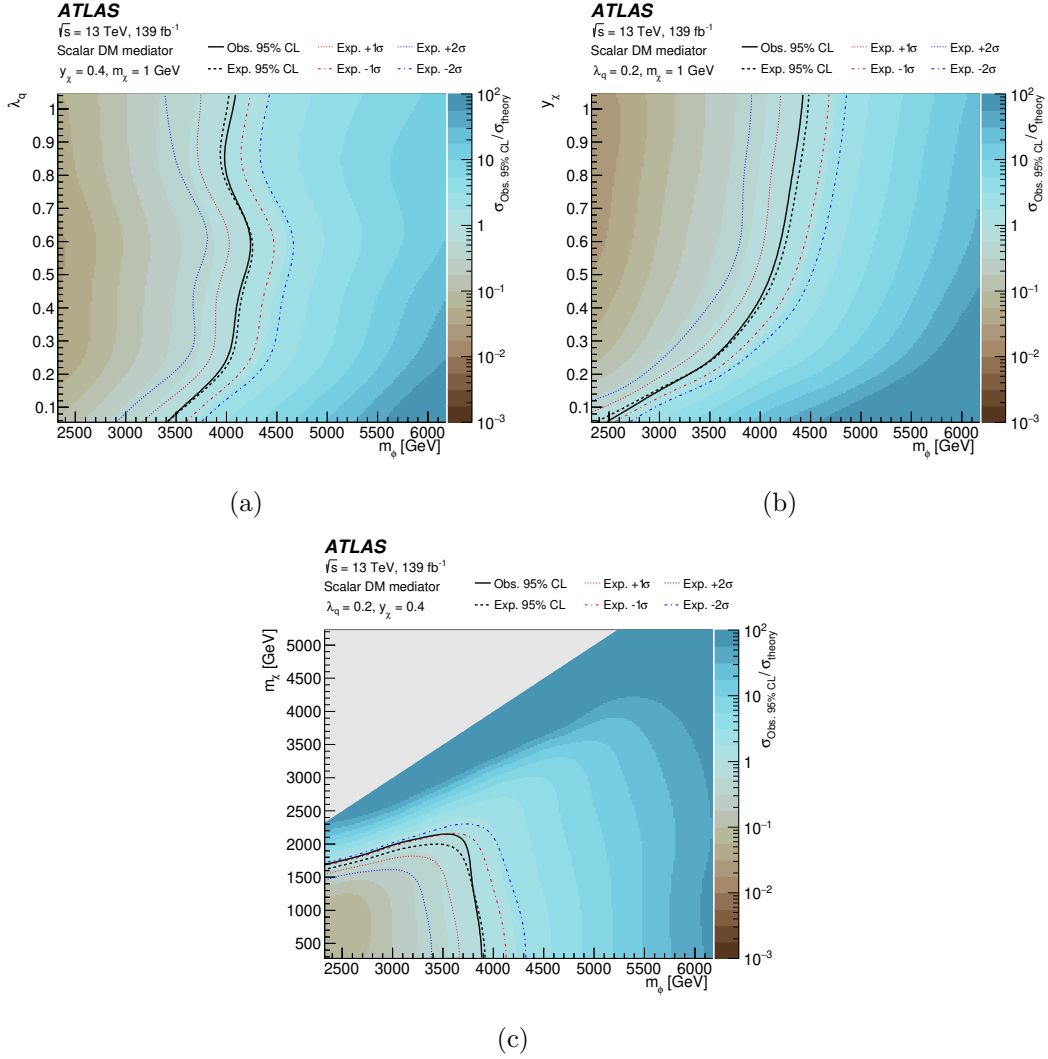 ATLAS
√s = 13 TeV, 139 fb⁻¹
Scalar DM mediator
y_χ = 0.4, m_χ = 1 GeV
Obs. 95% CL
Exp. 95% CL
Exp. +1σ
Exp. -1σ
Exp. +2σ
Exp. -2σ
λ_q
1
0.9
0.8
0.7
0.6
0.5
0.4
0.3
0.2
0.1
2500 3000 3500 4000 4500 5000 5500 6000
m_ϕ [GeV]
10²
10
1
10⁻¹
10⁻²
10⁻³
σ_Obs. 95% CL / σ_theory
(a)
ATLAS
√s = 13 TeV, 139 fb⁻¹
Scalar DM mediator
λ_q = 0.2, m_χ = 1 GeV
Obs. 95% CL
Exp. 95% CL
Exp. +1σ
Exp. -1σ
Exp. +2σ
Exp. -2σ
y_χ
1
0.9
0.8
0.7
0.6
0.5
0.4
0.3
0.2
0.1
2500 3000 3500 4000 4500 5000 5500 6000
m_ϕ [GeV]
10²
10
1
10⁻¹
10⁻²
10⁻³
σ_Obs. 95% CL / σ_theory
(b)
ATLAS
√s = 13 TeV, 139 fb⁻¹
Scalar DM mediator
λ_q = 0.2, y_χ = 0.4
Obs. 95% CL
Exp. 95% CL
Exp. +1σ
Exp. -1σ
Exp. +2σ
Exp. -2σ
m_χ [GeV]
5000
4500
4000
3500
3000
2500
2000
1500
1000
500
2500 3000 3500 4000 4500 5000 5500 6000
m_ϕ [GeV]
10²
10
1
10⁻¹
10⁻²
10⁻³
σ_Obs. 95% CL / σ_theory
(c)